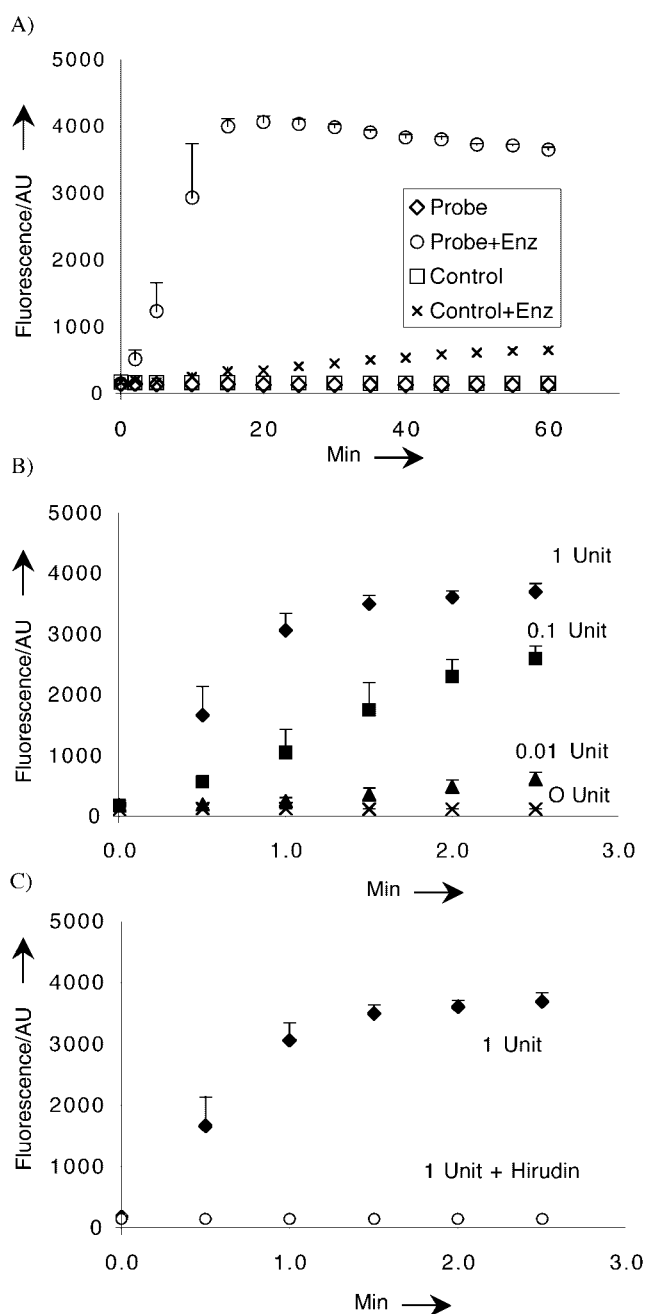 A)
5000
4000
3000
2000
1000
0
Fluorescence/AU
Probe
Probe+Enz
Control
Control+Enz
0 20 40 60
Min
B)
5000
4000
3000
2000
1000
0
Fluorescence/AU
1 Unit
0.1 Unit
0.01 Unit
O Unit
0.0 1.0 2.0 3.0
Min
C)
5000
4000
3000
2000
1000
0
Fluorescence/AU
1 Unit
1 Unit + Hirudin
0.0 1.0 2.0 3.0
Min